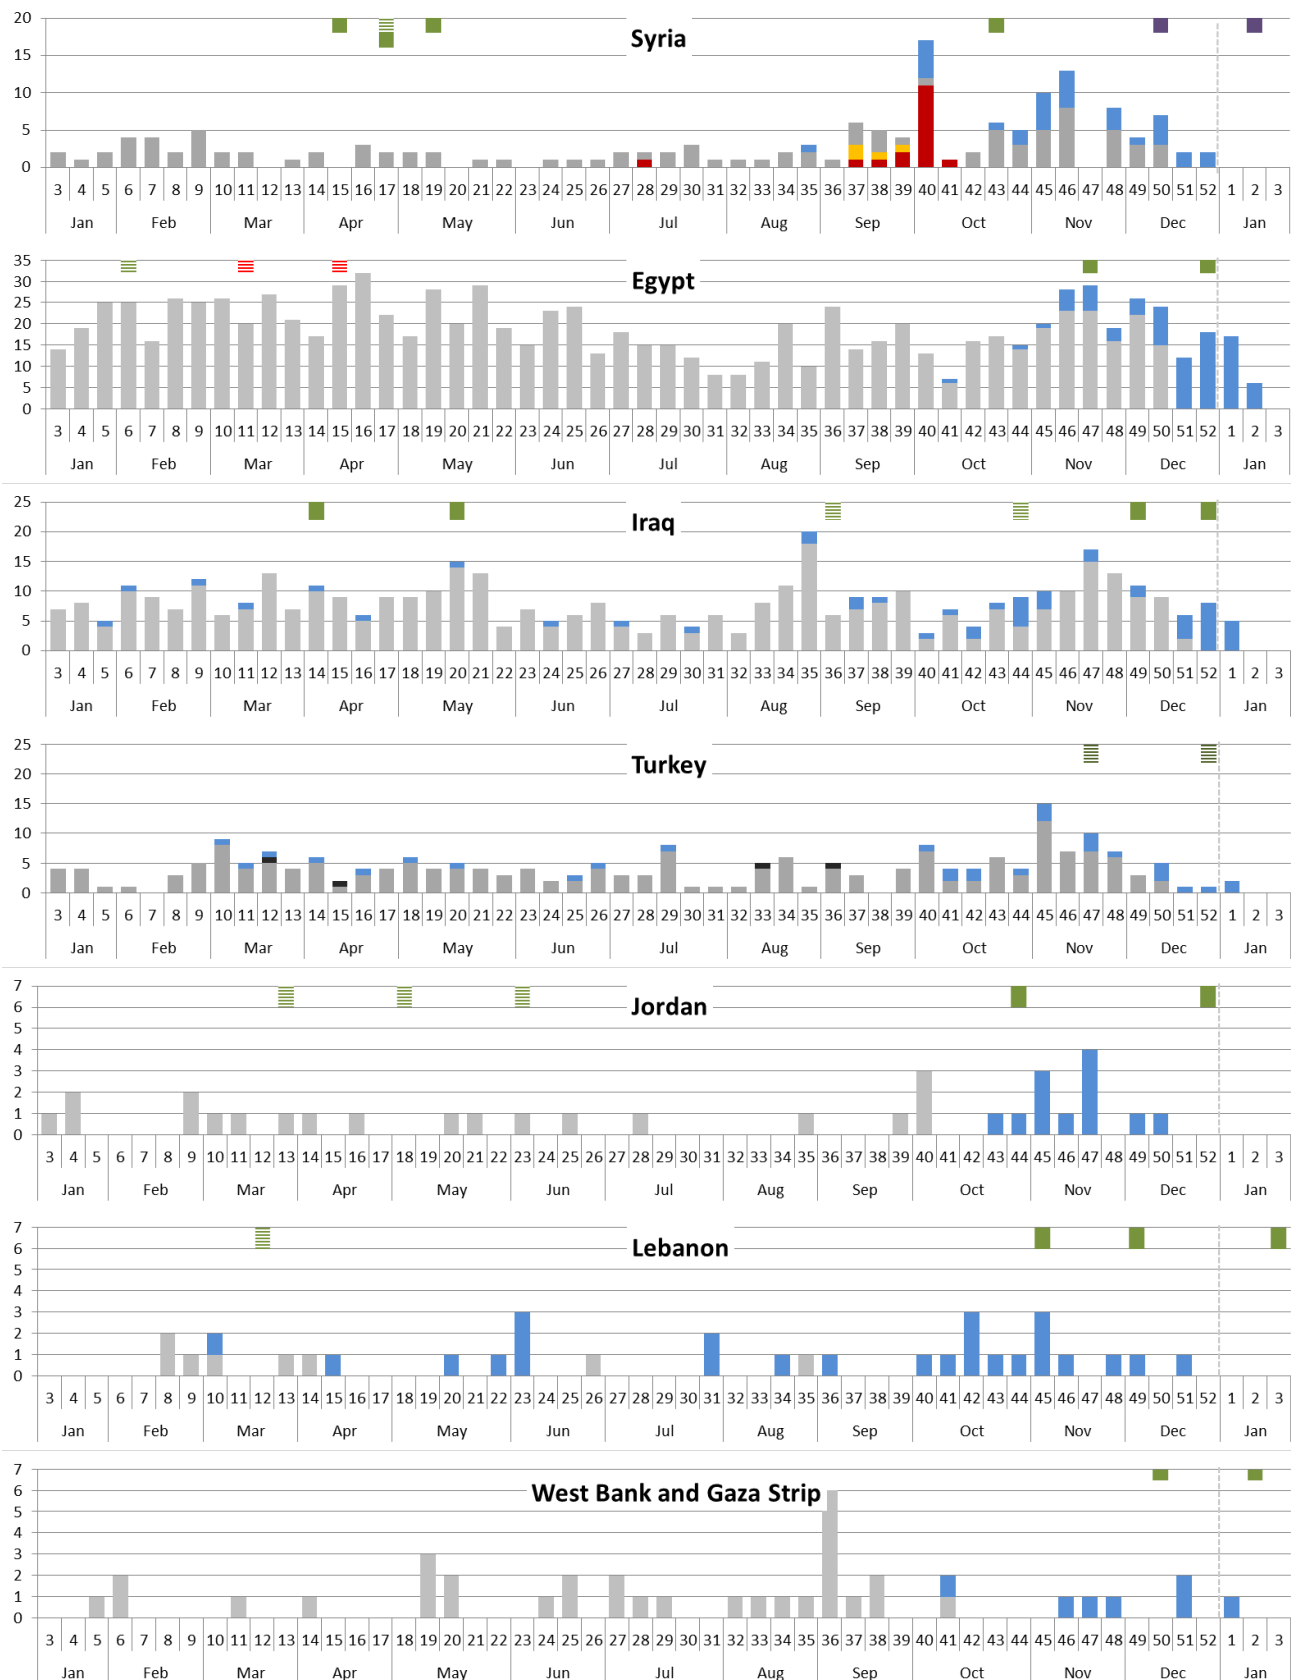 20
Syria
15
10
5
0
3 4 5 6 7 8 9 10 11 12 13 14 15 16 17 18 19 20 21 22 23 24 25 26 27 28 29 30 31 32 33 34 35 36 37 38 39 40 41 42 43 44 45 46 47 48 49 50 51 52 1 2 3
Jan Feb Mar Apr May Jun Jul Aug Sep Oct Nov Dec Jan
35
30 Egypt
25
20
15
10
5
0
3 4 5 6 7 8 9 10 11 12 13 14 15 16 17 18 19 20 21 22 23 24 25 26 27 28 29 30 31 32 33 34 35 36 37 38 39 40 41 42 43 44 45 46 47 48 49 50 51 52 1 2 3
Jan Feb Mar Apr May Jun Jul Aug Sep Oct Nov Dec Jan
25
Iraq
20
15
10
5
0
3 4 5 6 7 8 9 10 11 12 13 14 15 16 17 18 19 20 21 22 23 24 25 26 27 28 29 30 31 32 33 34 35 36 37 38 39 40 41 42 43 44 45 46 47 48 49 50 51 52 1 2 3
Jan Feb Mar Apr May Jun Jul Aug Sep Oct Nov Dec Jan
25
Turkey
20
15
10
5
0
3 4 5 6 7 8 9 10 11 12 13 14 15 16 17 18 19 20 21 22 23 24 25 26 27 28 29 30 31 32 33 34 35 36 37 38 39 40 41 42 43 44 45 46 47 48 49 50 51 52 1 2 3
Jan Feb Mar Apr May Jun Jul Aug Sep Oct Nov Dec Jan
7
6 Jordan
5
4
3
2
1
0
3 4 5 6 7 8 9 10 11 12 13 14 15 16 17 18 19 20 21 22 23 24 25 26 27 28 29 30 31 32 33 34 35 36 37 38 39 40 41 42 43 44 45 46 47 48 49 50 51 52 1 2 3
Jan Feb Mar Apr May Jun Jul Aug Sep Oct Nov Dec Jan
7
6 Lebanon
5
4
3
2
1
0
3 4 5 6 7 8 9 10 11 12 13 14 15 16 17 18 19 20 21 22 23 24 25 26 27 28 29 30 31 32 33 34 35 36 37 38 39 40 41 42 43 44 45 46 47 48 49 50 51 52 1 2 3
Jan Feb Mar Apr May Jun Jul Aug Sep Oct Nov Dec Jan
7
6 West Bank and Gaza Strip
5
4
3
2
1
0
3 4 5 6 7 8 9 10 11 12 13 14 15 16 17 18 19 20 21 22 23 24 25 26 27 28 29 30 31 32 33 34 35 36 37 38 39 40 41 42 43 44 45 46 47 48 49 50 51 52 1 2 3
Jan Feb Mar Apr May Jun Jul Aug Sep Oct Nov Dec Jan